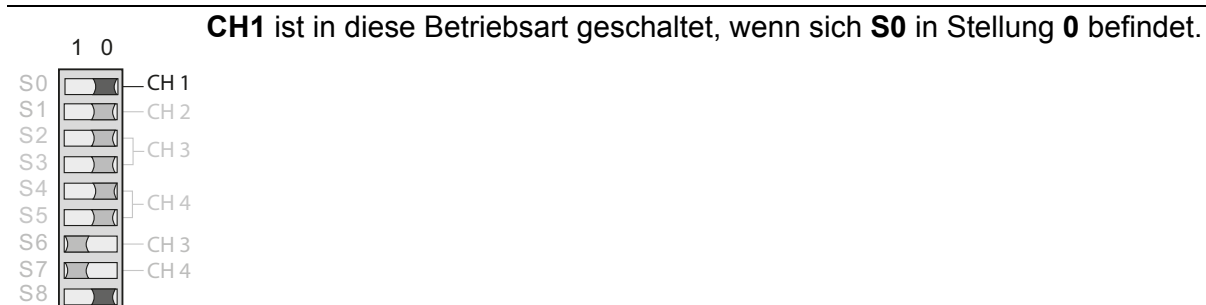 CH1 ist in diese Betriebsart geschaltet, wenn sich S0 in Stellung 0 befindet.
1 0
S0 CH 1
S1 CH 2
S2
CH 3
S3
S4
CH 4
S5
S6 CH 3
S7 CH 4
S8